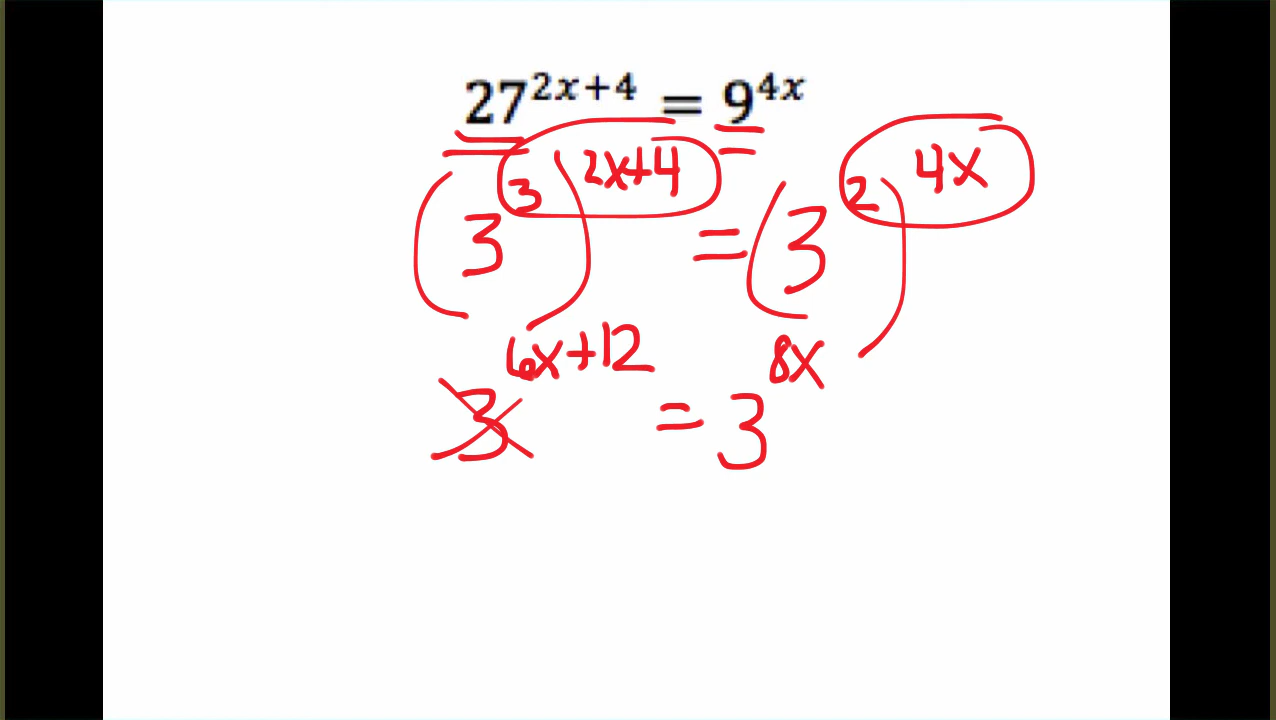 27^{2x+4} = 9^{4x}
(3^3)^{2x+4} = (3^2)^{4x}
3^{6x+12} = 3^{8x}